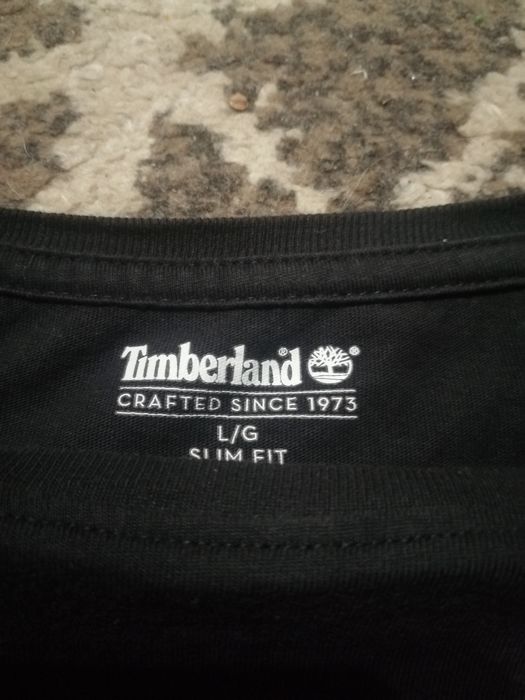 Timberland® ®
CRAFTED SINCE 1973
L/G
SLIM FIT